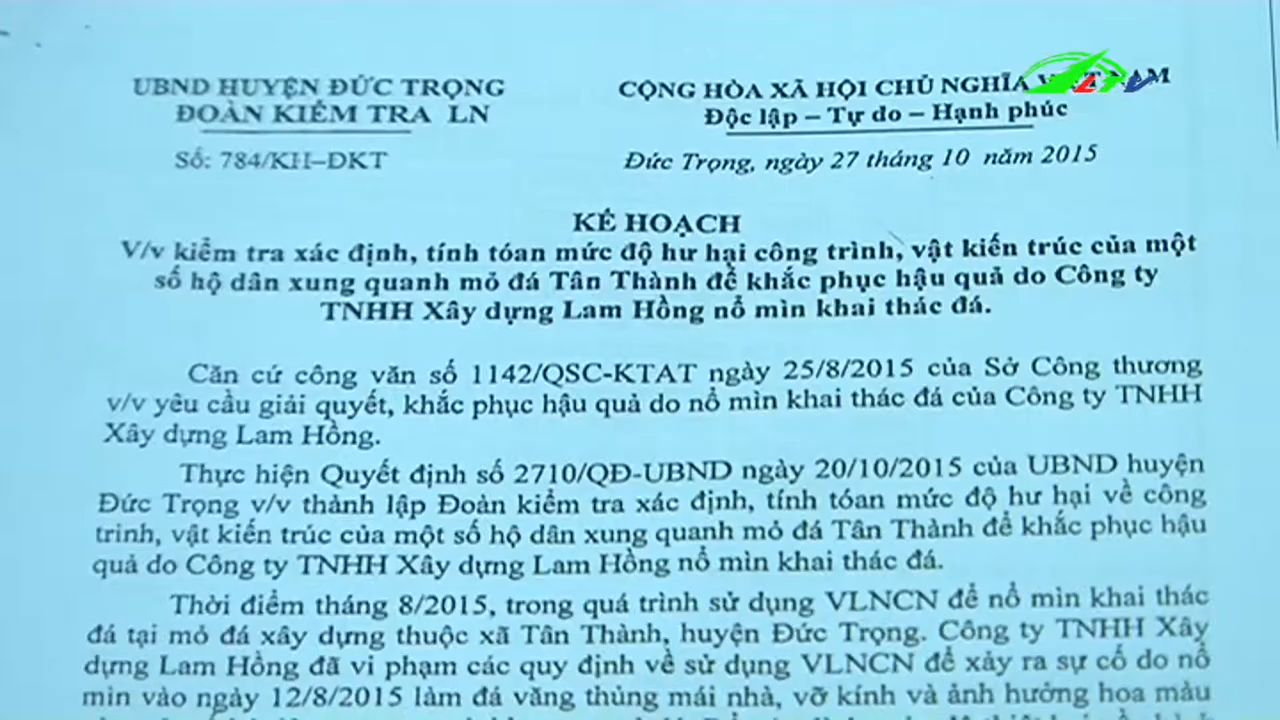 UBND HUYỆN ĐỨC TRỌNG
ĐOÀN KIỂM TRA LN
Số: 784/KH–ĐKT
CỘNG HÒA XÃ HỘI CHỦ NGHĨA VIỆT NAM
Độc lập – Tự do – Hạnh phúc
Đức Trọng, ngày 27 tháng 10 năm 2015
LTV
KẾ HOẠCH
V/v kiểm tra xác định, tính tóan mức độ hư hại công trình, vật kiến trúc của một
số hộ dân xung quanh mỏ đá Tân Thành để khắc phục hậu quả do Công ty
TNHH Xây dựng Lam Hồng nổ mìn khai thác đá.
Căn cứ công văn số 1142/QSC-KTAT ngày 25/8/2015 của Sở Công thương
v/v yêu cầu giải quyết, khắc phục hậu quả do nổ mìn khai thác đá của Công ty TNHH
Xây dựng Lam Hồng.
Thực hiện Quyết định số 2710/QĐ-UBND ngày 20/10/2015 của UBND huyện
Đức Trọng v/v thành lập Đoàn kiểm tra xác định, tính tóan mức độ hư hại về công
trình, vật kiến trúc của một số hộ dân xung quanh mỏ đá Tân Thành để khắc phục hậu
quả do Công ty TNHH Xây dựng Lam Hồng nổ mìn khai thác đá.
Thời điểm tháng 8/2015, trong quá trình sử dụng VLNCN để nổ mìn khai thác
đá tại mỏ đá xây dựng thuộc xã Tân Thành, huyện Đức Trọng. Công ty TNHH Xây
dựng Lam Hồng đã vi phạm các quy định về sử dụng VLNCN để xảy ra sự cố do nổ
mìn vào ngày 12/8/2015 làm đá văng thủng mái nhà, vỡ kính và ảnh hưởng hoa màu